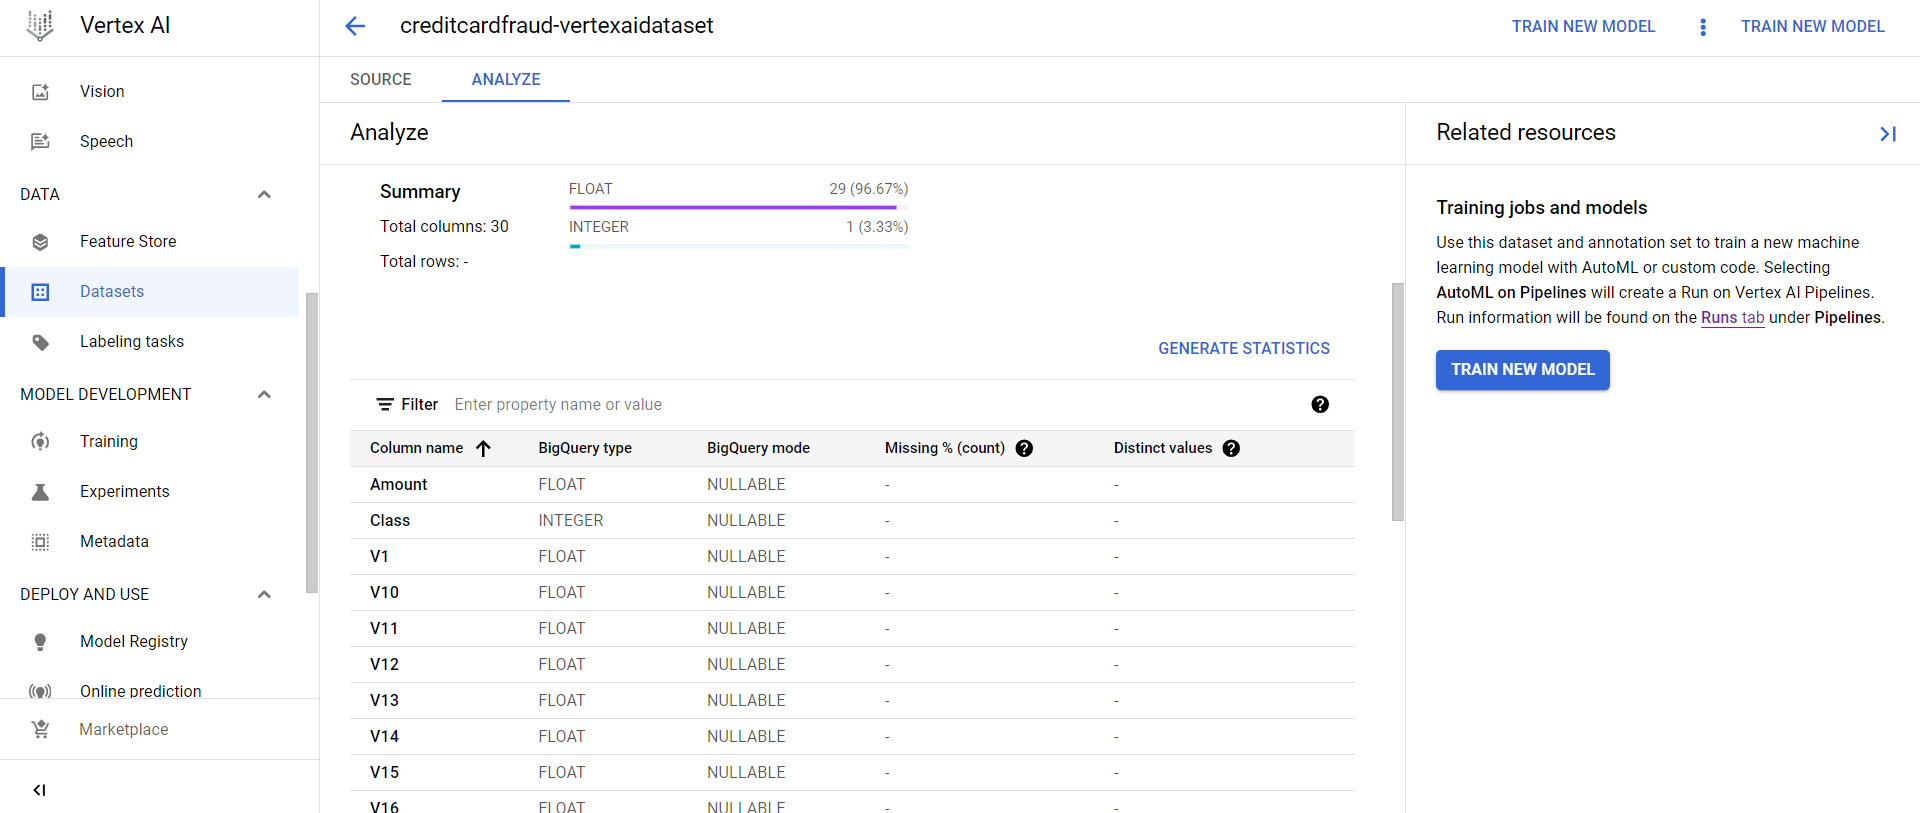 Vertex AI
creditcardfraud-vertexaidataset
TRAIN NEW MODEL
TRAIN NEW MODEL
Vision
Speech
DATA
Feature Store
Datasets
Labeling tasks
MODEL DEVELOPMENT
Training
Experiments
Metadata
DEPLOY AND USE
Model Registry
Online prediction
Marketplace
SOURCE
ANALYZE
Analyze
Summary
Total columns: 30
Total rows: -
FLOAT 29 (96.67%)
INTEGER 1 (3.33%)
GENERATE STATISTICS
Filter Enter property name or value
Column name BigQuery type BigQuery mode Missing % (count) Distinct values
Amount FLOAT NULLABLE - -
Class INTEGER NULLABLE - -
V1 FLOAT NULLABLE - -
V10 FLOAT NULLABLE - -
V11 FLOAT NULLABLE - -
V12 FLOAT NULLABLE - -
V13 FLOAT NULLABLE - -
V14 FLOAT NULLABLE - -
V15 FLOAT NULLABLE - -
V16 FLOAT NULLABLE - -
Related resources
Training jobs and models
Use this dataset and annotation set to train a new machine
learning model with AutoML or custom code. Selecting
AutoML on Pipelines will create a Run on Vertex AI Pipelines.
Run information will be found on the Runs tab under Pipelines.
TRAIN NEW MODEL